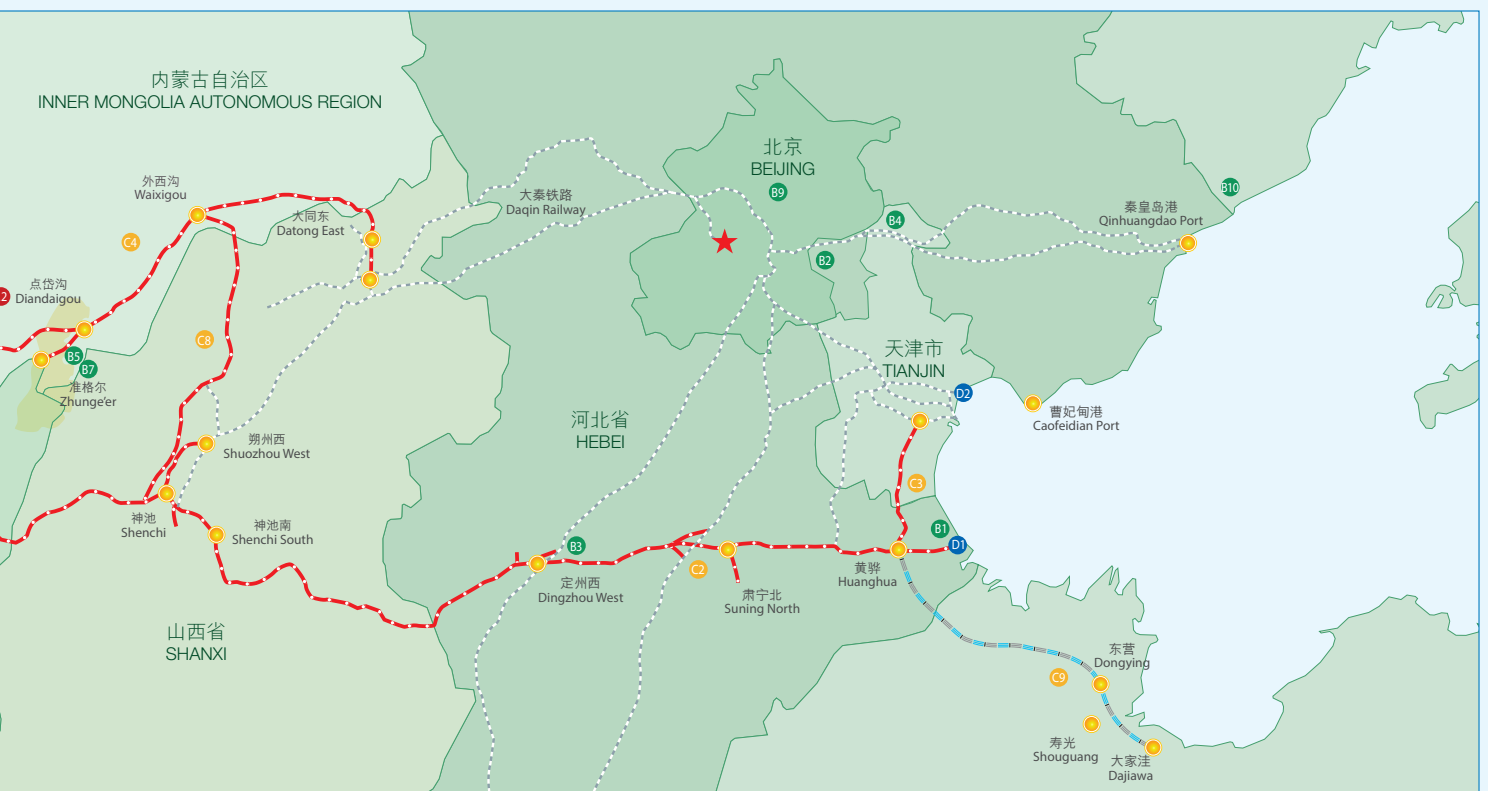 内蒙古自治区
INNER MONGOLIA AUTONOMOUS REGION
北京
BEIJING
B9
外西沟
Waixigou
大同东
Datong East
大秦铁路
Daqin Railway
B10
秦皇岛港
Qinhuangdao Port
B4
B2
C4
2
点岱沟
Diandaigou
C8
B5
B7
准格尔
Zhunge'er
天津市
TIANJIN
D2
曹妃甸港
Caofeidian Port
河北省
HEBEI
朔州西
Shuozhou West
C3
神池
Shenchi
神池南
Shenchi South
B1
D1
B3
定州西
Dingzhou West
C2
肃宁北
Suning North
黄骅
Huanghua
山西省
SHANXI
东营
Dongying
C9
寿光
Shouguang
大家洼
Dajiawa